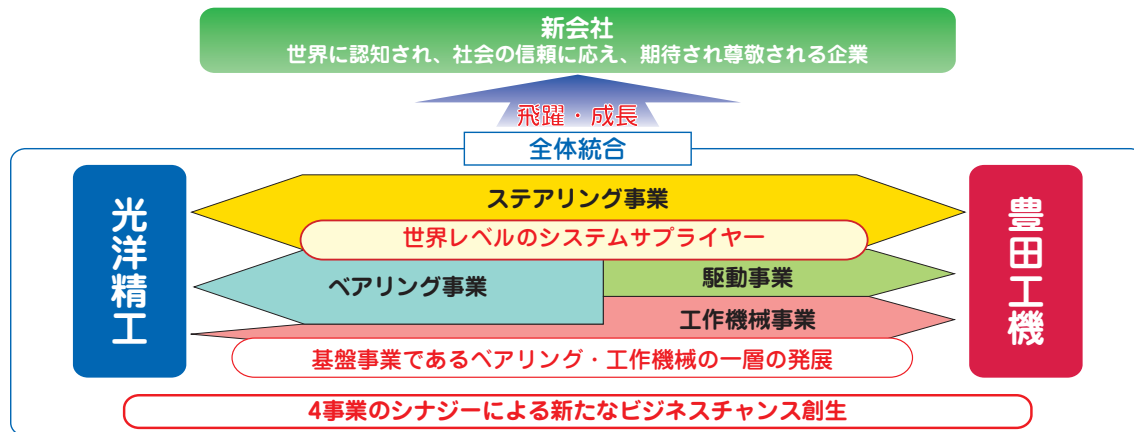 新会社
世界に認知され、社会の信頼に応え、期待され尊敬される企業
飛躍・成長
全体統合
光洋精工
ステアリング事業
世界レベルのシステムサプライヤー
ベアリング事業
駆動事業
工作機械事業
基盤事業であるベアリング・工作機械の一層の発展
豊田工機
4事業のシナジーによる新たなビジネスチャンス創生